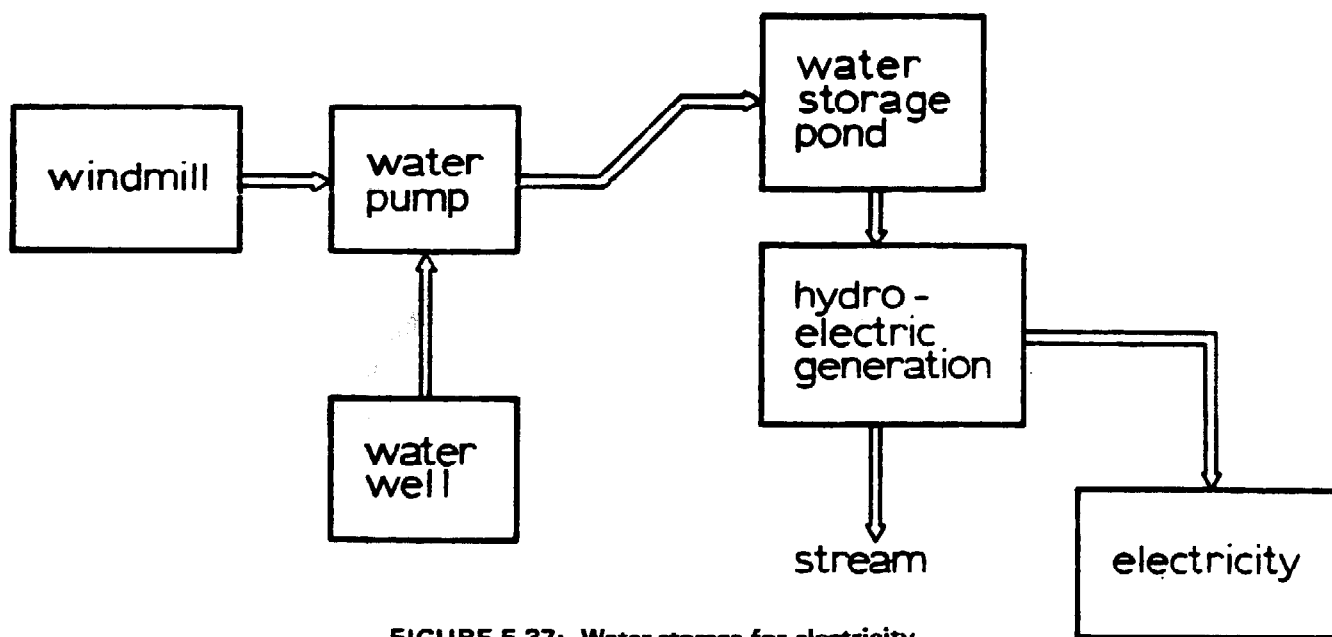 windmill
water
pump
water
well
water
storage
pond
hydro -
electric
generation
stream
electricity
FIGURE 5.27: Water storage for electricity